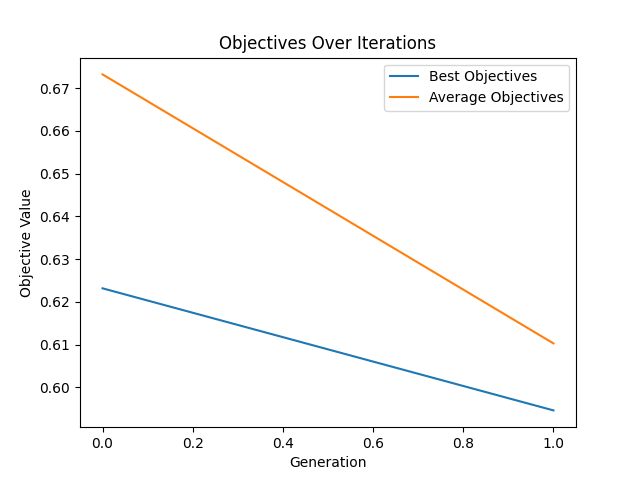 Objectives Over Iterations
Best Objectives
Average Objectives
Objective Value
0.67
0.66
0.65
0.64
0.63
0.62
0.61
0.60
0.0 0.2 0.4 0.6 0.8 1.0
Generation